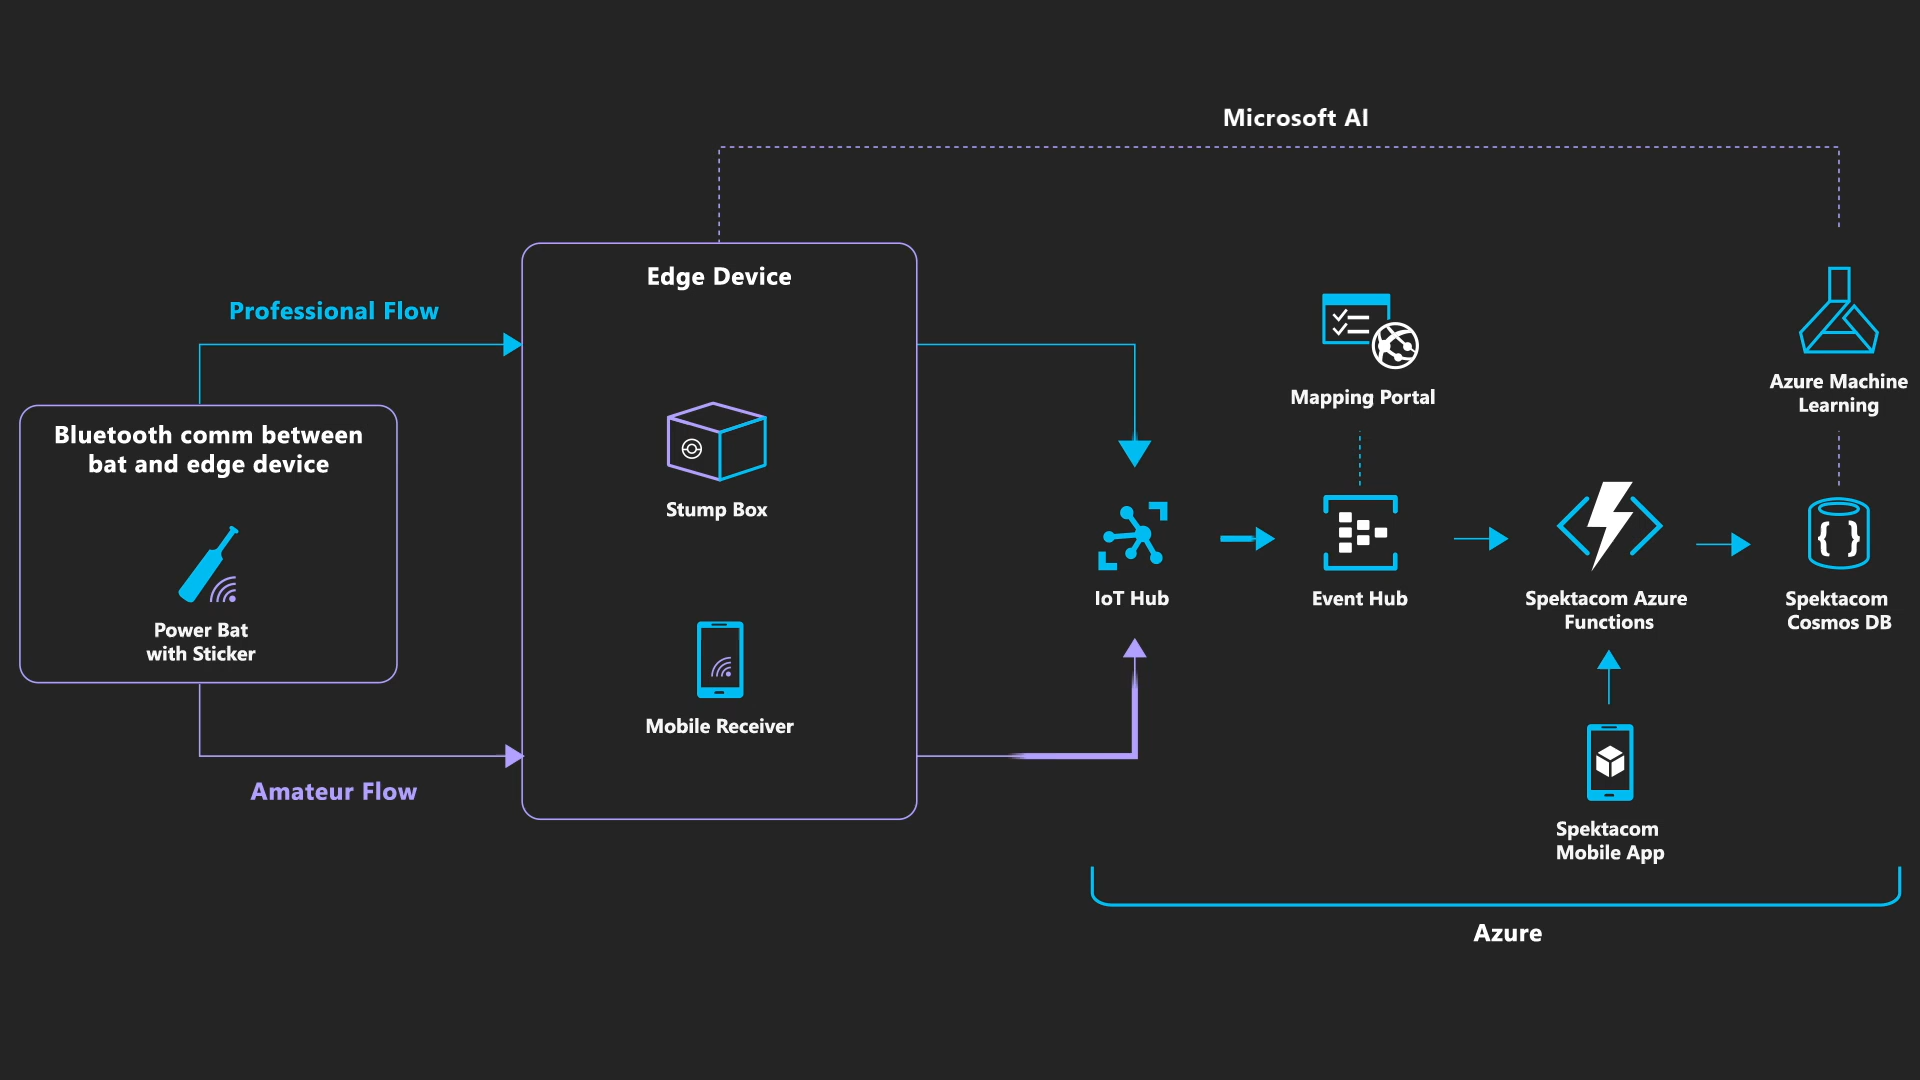 Microsoft AI
Edge Device
Professional Flow
Bluetooth comm between
bat and edge device
Power Bat
with Sticker
Amateur Flow
Stump Box
Mobile Receiver
IoT Hub
Mapping Portal
Event Hub
Spektacom Azure
Functions
Spektacom
Mobile App
Azure Machine
Learning
Spektacom
Cosmos DB
Azure